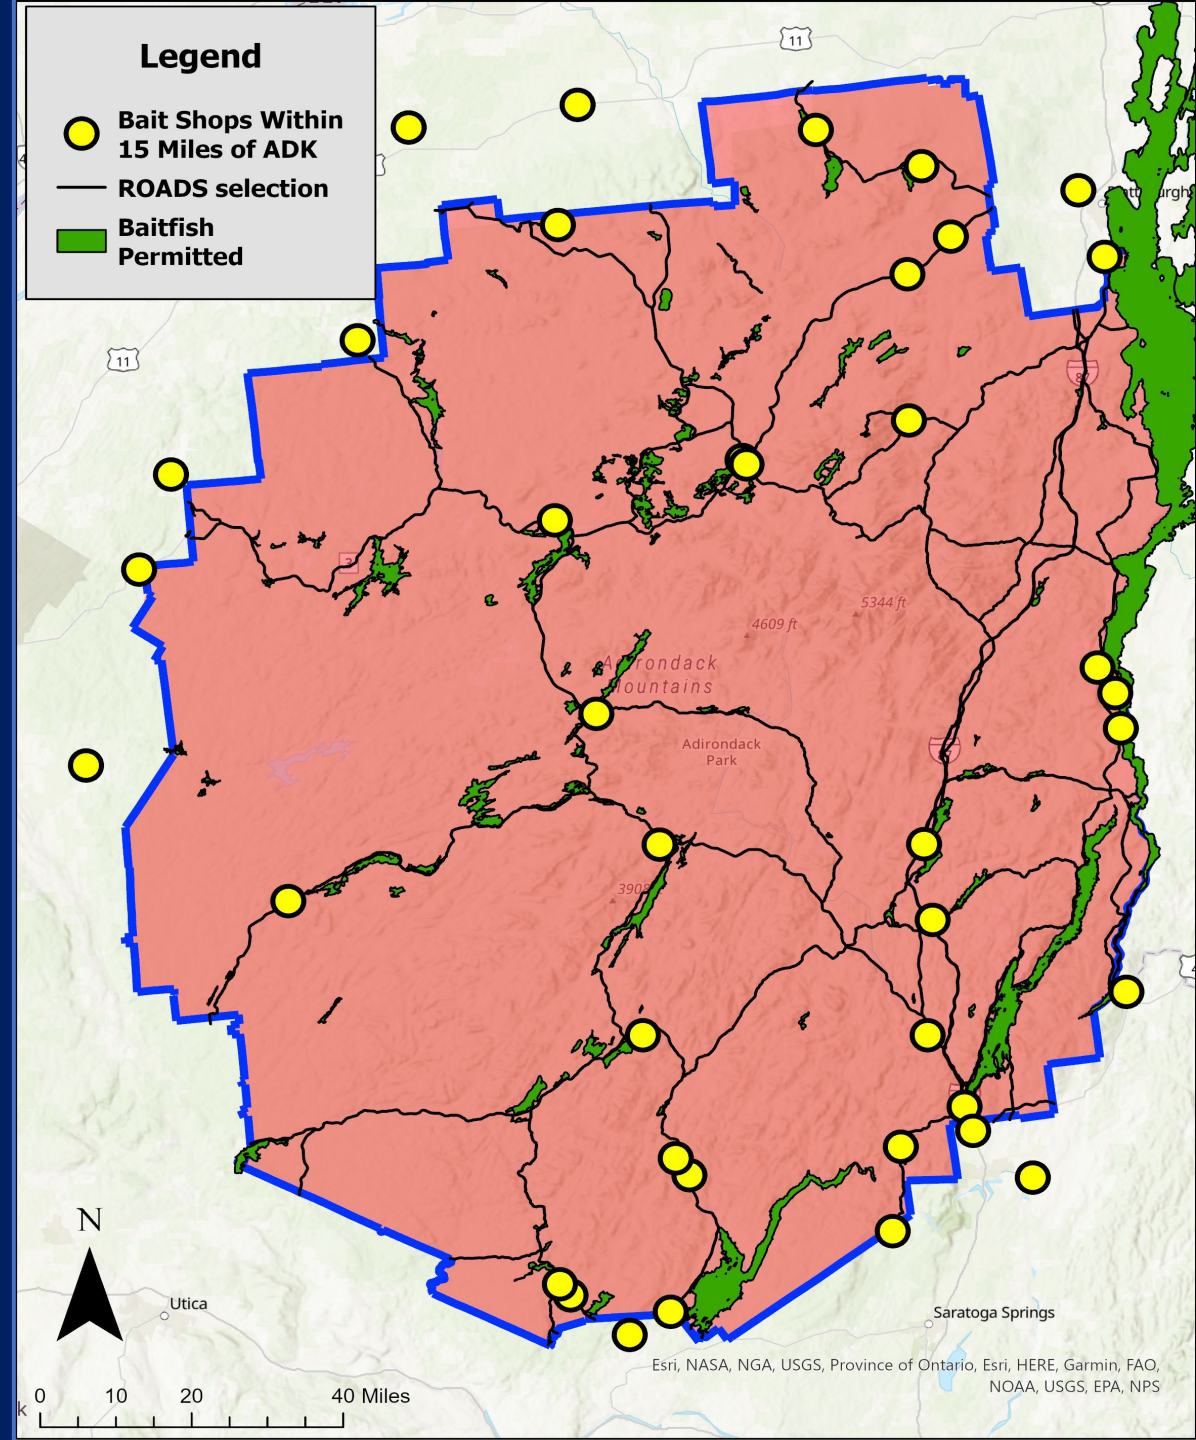 Legend
Bait Shops Within
15 Miles of ADK
ROADS selection
Baitfish
Permitted
11
11
87
3
5344 ft
4609 ft
Adirondack
Mountains
Adirondack
Park
N
Utica
Saratoga Springs
Esri, NASA, NGA, USGS, Province of Ontario, Esri, HERE, Garmin, FAO,
NOAA, USGS, EPA, NPS
0 10 20 40 Miles